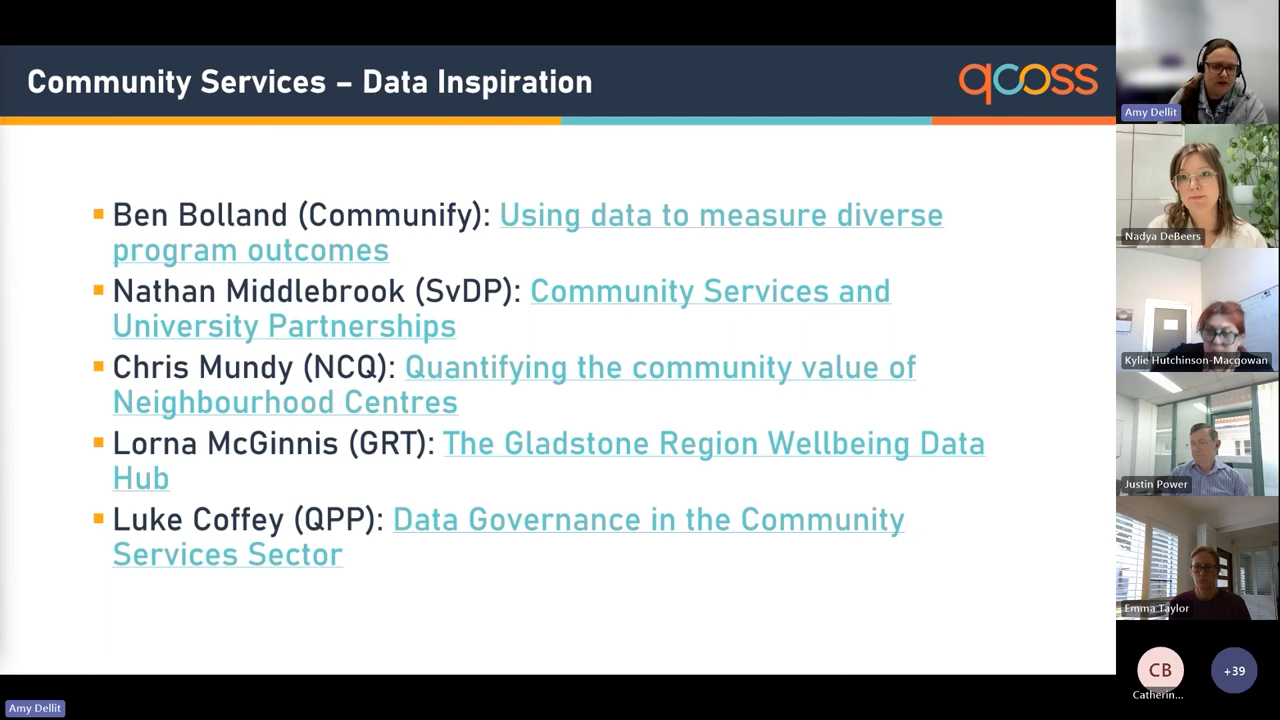 Community Services – Data Inspiration
qcoss
Ben Bolland (Communify): Using data to measure diverse
program outcomes
Nathan Middlebrook (SvDP): Community Services and
University Partnerships
Chris Mundy (NCQ): Quantifying the community value of
Neighbourhood Centres
Lorna McGinnis (GRT): The Gladstone Region Wellbeing Data
Hub
Luke Coffey (QPP): Data Governance in the Community
Services Sector
Amy Dellit
Amy Dellit
Nadya DeBeers
Kylie Hutchinson-Macgowan
Justin Power
Emma Taylor
CB
+39
Catherin...